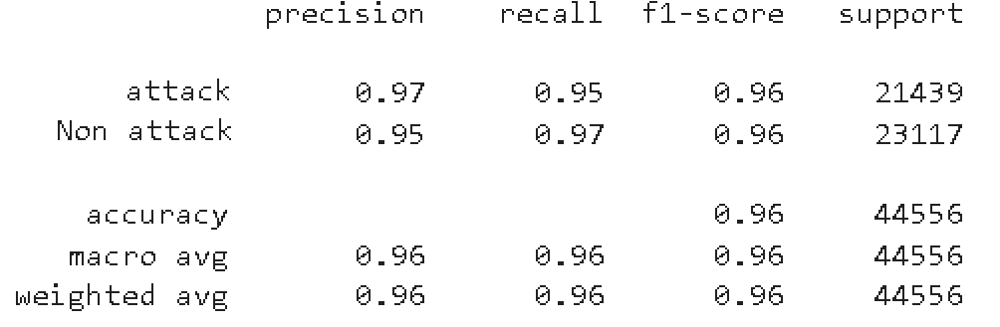 precision recall f1-score support
attack 0.97 0.95 0.96 21439
Non attack 0.95 0.97 0.96 23117
accuracy 0.96 44556
macro avg 0.96 0.96 0.96 44556
weighted avg 0.96 0.96 0.96 44556